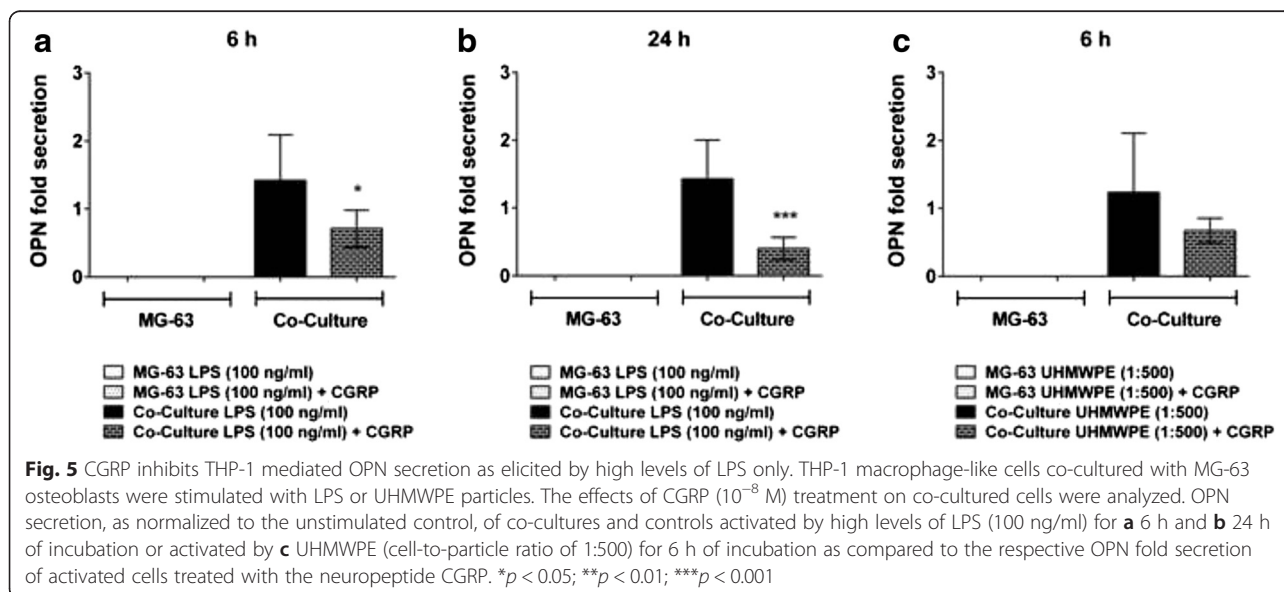 a
6 h
OPN fold secretion
3
2
1
0
*
MG-63
Co-Culture
MG-63 LPS (100 ng/ml)
MG-63 LPS (100 ng/ml) + CGRP
Co-Culture LPS (100 ng/ml)
Co-Culture LPS (100 ng/ml) + CGRP
b
24 h
OPN fold secretion
3
2
1
0
***
MG-63
Co-Culture
MG-63 LPS (100 ng/ml)
MG-63 LPS (100 ng/ml) + CGRP
Co-Culture LPS (100 ng/ml)
Co-Culture LPS (100 ng/ml) + CGRP
c
6 h
OPN fold secretion
3
2
1
0
MG-63
Co-Culture
MG-63 UHMWPE (1:500)
MG-63 UHMWPE (1:500) + CGRP
Co-Culture UHMWPE (1:500)
Co-Culture UHMWPE (1:500) + CGRP
Fig. 5 CGRP inhibits THP-1 mediated OPN secretion as elicited by high levels of LPS only. THP-1 macrophage-like cells co-cultured with MG-63
osteoblasts were stimulated with LPS or UHMWPE particles. The effects of CGRP (10⁻⁸ M) treatment on co-cultured cells were analyzed. OPN
secretion, as normalized to the unstimulated control, of co-cultures and controls activated by high levels of LPS (100 ng/ml) for a 6 h and b 24 h
of incubation or activated by c UHMWPE (cell-to-particle ratio of 1:500) for 6 h of incubation as compared to the respective OPN fold secretion
of activated cells treated with the neuropeptide CGRP. *p < 0.05; **p < 0.01; ***p < 0.001